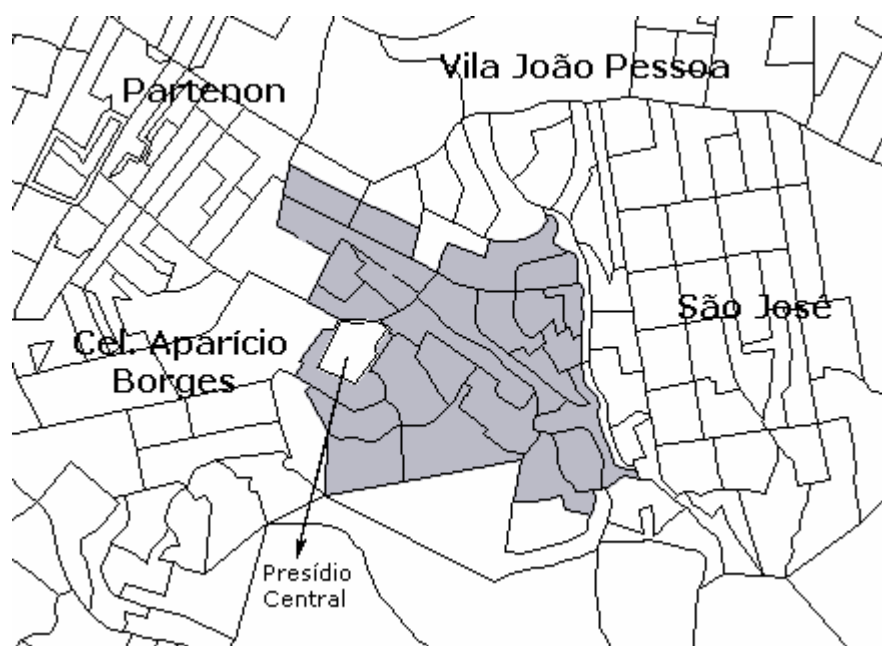 Vila João Pessoa
Partenon
São José
Cel. Aparício
Borges
Presídio
Central